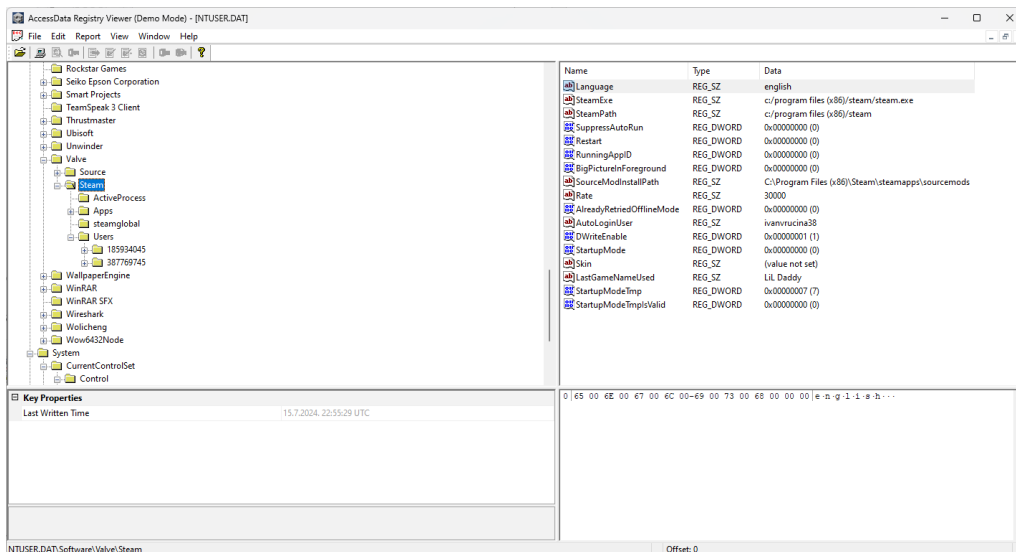 AccessData Registry Viewer (Demo Mode) - [NTUSER.DAT]
File Edit Report View Window Help
Rockstar Games
Seiko Epson Corporation
Smart Projects
TeamSpeak 3 Client
Thrustmaster
Ubisoft
Unwinder
Valve
Source
Steam
ActiveProcess
Apps
steamglobal
Users
185934045
387769745
WallpaperEngine
WinRAR
WinRAR SFX
Wireshark
Wolicheng
Wow6432Node
System
CurrentControlSet
Control
Name Type Data
Language REG_SZ english
SteamExe REG_SZ c:/program files (x86)/steam/steam.exe
SteamPath REG_SZ c:/program files (x86)/steam
SuppressAutoRun REG_DWORD 0x00000000 (0)
Restart REG_DWORD 0x00000000 (0)
RunningAppID REG_DWORD 0x00000000 (0)
BigPictureInForeground REG_DWORD 0x00000000 (0)
SourceModInstallPath REG_SZ C:\Program Files (x86)\Steam\steamapps\sourcemods
Rate REG_SZ 30000
AlreadyRetriedOfflineMode REG_DWORD 0x00000000 (0)
AutoLoginUser REG_SZ ivanvrucina38
DWriteEnable REG_DWORD 0x00000001 (1)
StartupMode REG_DWORD 0x00000000 (0)
Skin REG_SZ (value not set)
LastGameNameUsed REG_SZ LiL Daddy
StartupModeTmp REG_DWORD 0x00000007 (7)
StartupModeTmpIsValid REG_DWORD 0x00000000 (0)
Key Properties
Last Written Time 15.7.2024. 22:55:29 UTC
0 65 00 6E 00 67 00 6C 00-69 00 73 00 68 00 00 00 e·n·g·l·i·s·h···
NTUSER.DAT\Software\Valve\Steam Offset: 0